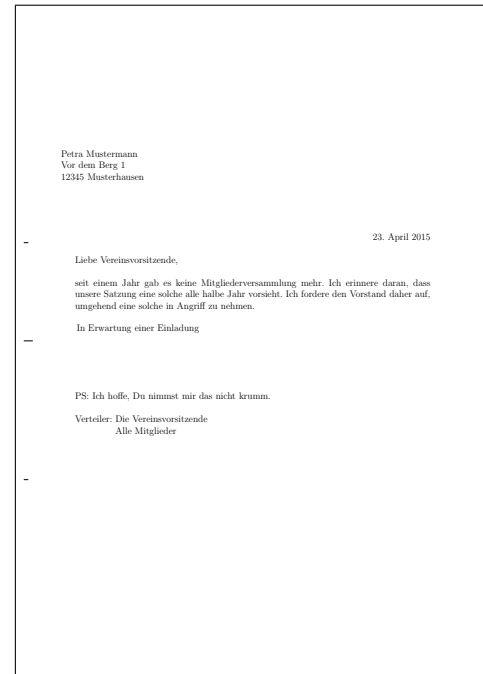 Petra Mustermann
Vor dem Berg 1
12345 Musterhausen
23. April 2015
Liebe Vereinsvorsitzende,
seit einem Jahr gab es keine Mitgliederversammlung mehr. Ich erinnere daran, dass
unsere Satzung eine solche alle halbe Jahr vorsieht. Ich fordere den Vorstand daher auf,
umgehend eine solche in Angriff zu nehmen.
In Erwartung einer Einladung
PS: Ich hoffe, Du nimmst mir das nicht krumm.
Verteiler: Die Vereinsvorsitzende
Alle Mitglieder